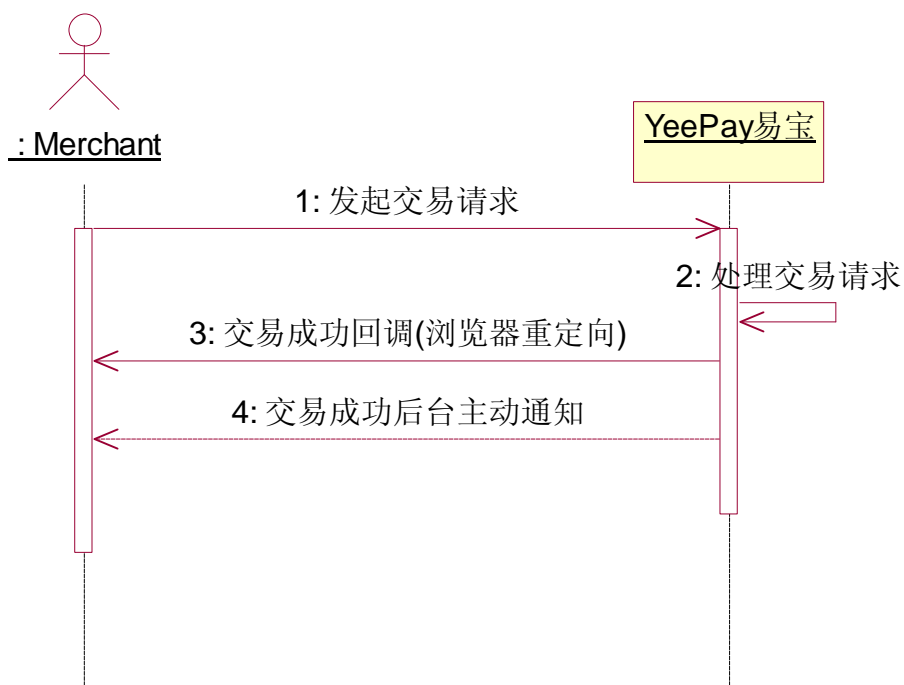 : Merchant
YeePay易宝
1: 发起交易请求
2: 处理交易请求
3: 交易成功回调(浏览器重定向)
4: 交易成功后台主动通知